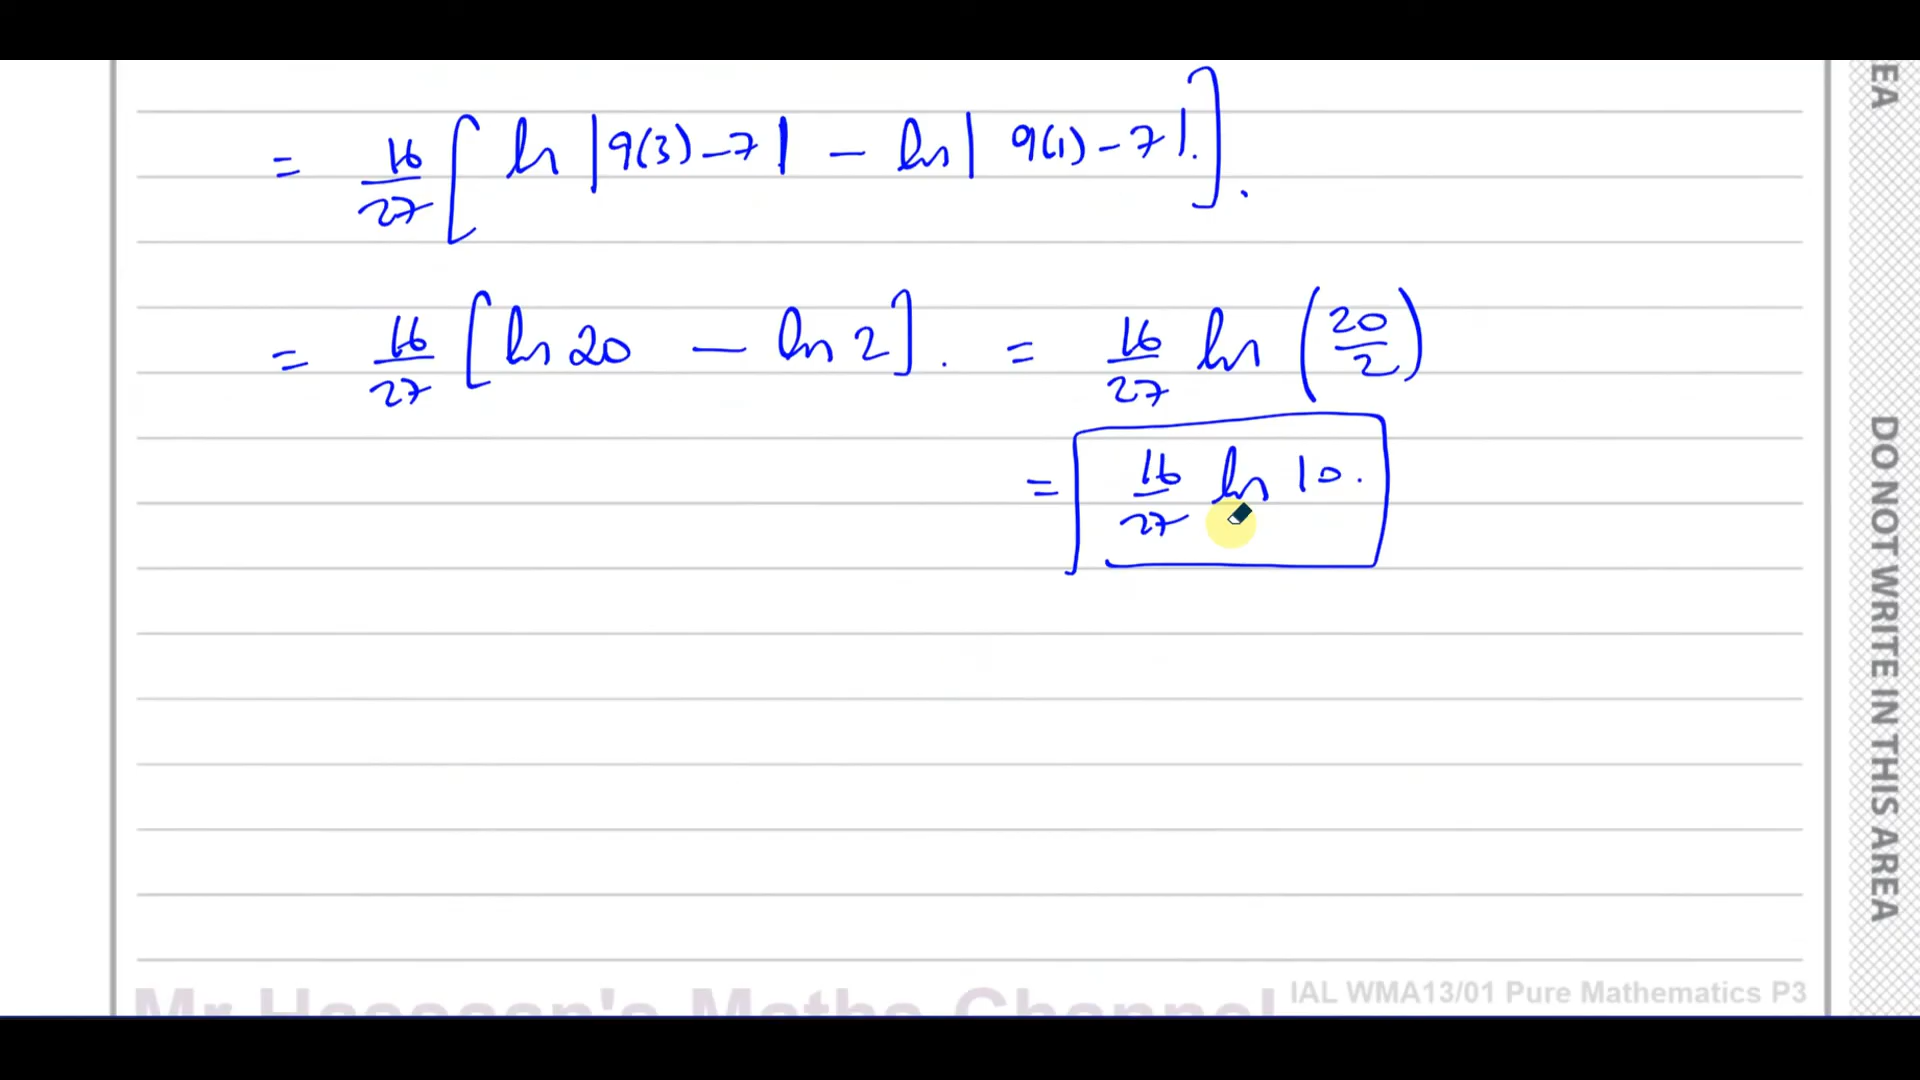 = 16/27 [ ln |9(3)-7| - ln| 9(1)-7|. ].
= 16/27 [ ln 20 - ln 2 ]. = 16/27 ln (20/2)
= 16/27 ln 10.
IAL WMA13/01 Pure Mathematics P3
EA
DO NOT WRITE IN THIS AREA